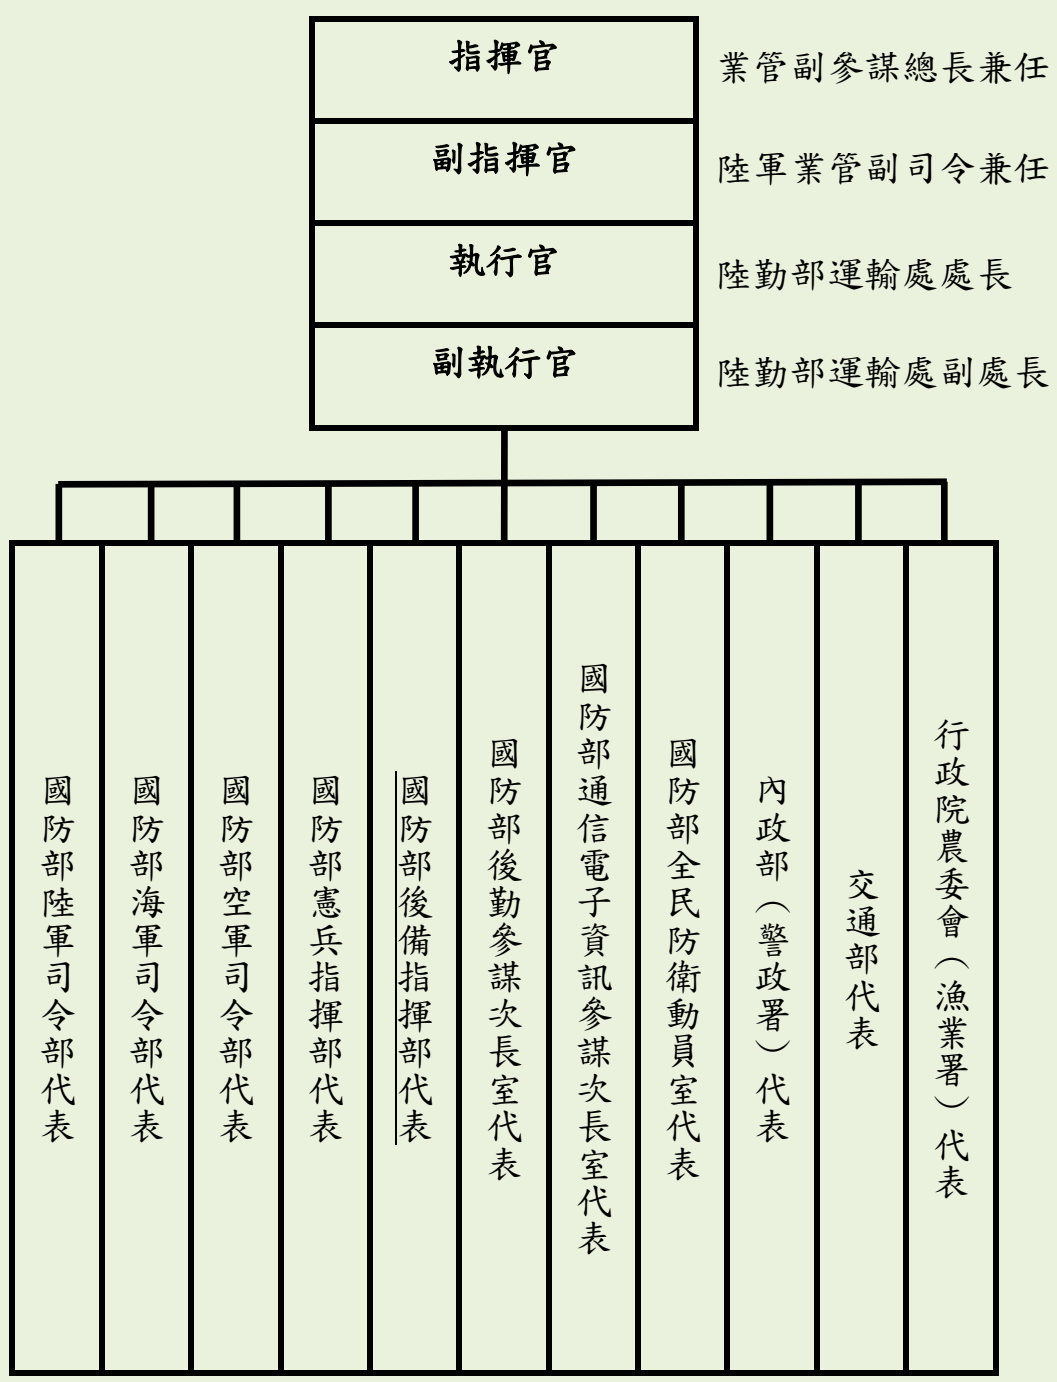 指揮官
業管副參謀總長兼任
副指揮官
陸軍業管副司令兼任
執行官
陸勤部運輸處處長
副執行官
陸勤部運輸處副處長
國防部陸軍司令部代表
國防部海軍司令部代表
國防部空軍司令部代表
國防部憲兵指揮部代表
國防部後備指揮部代表
國防部後勤參謀次長室代表
國防部通信電子資訊參謀次長室代表
國防部全民防衛動員室代表
內政部（警政署）代表
交通部代表
行政院農委會（漁業署）代表